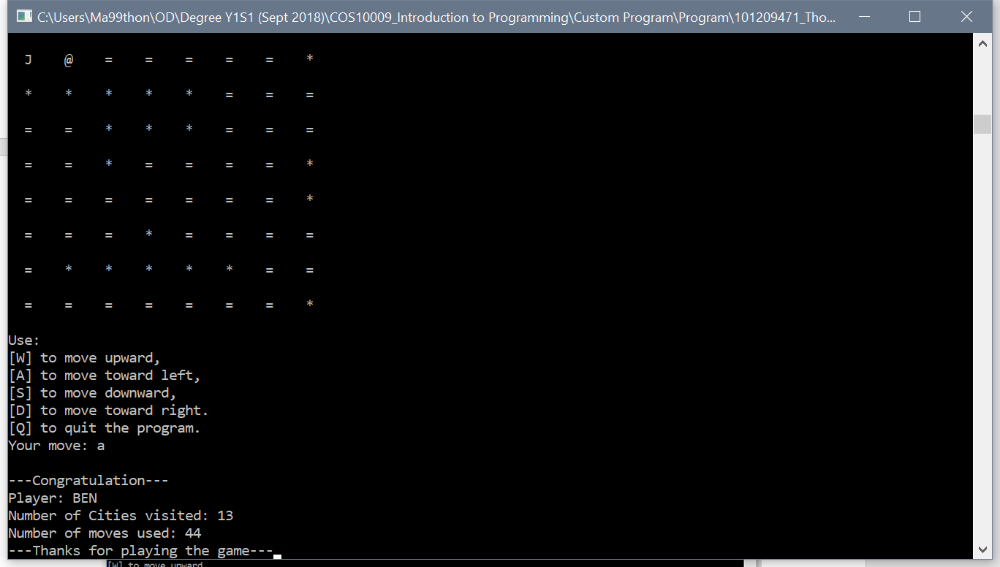 C:\Users\Ma99thon\OD\Degree Y1S1 (Sept 2018)\COS10009_Introduction to Programming\Custom Program\Program\101209471_Tho...
J @ = = = = = *
* * * * * = = =
= = * * * = = =
= = * = = = = *
= = = = = = = *
= = = * = = = =
= * * * * * = =
= = = = = = = *
Use:
[W] to move upward,
[A] to move toward left,
[S] to move downward,
[D] to move toward right.
[Q] to quit the program.
Your move: a
---Congratulation---
Player: BEN
Number of Cities visited: 13
Number of moves used: 44
---Thanks for playing the game---
[W] to move upward